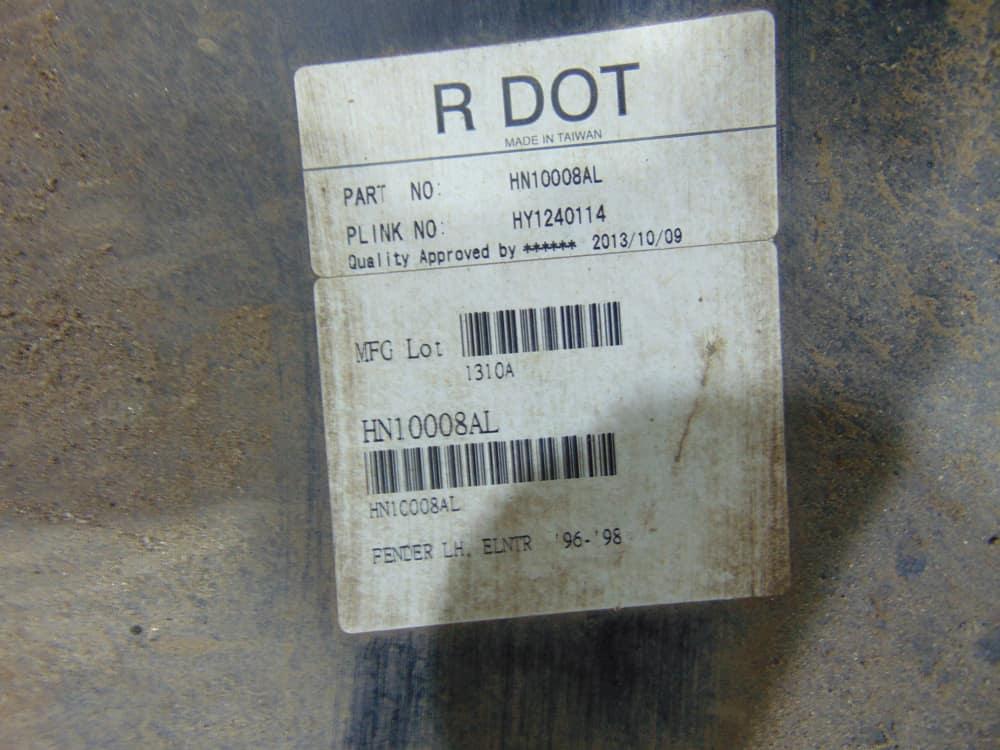 R DOT
MADE IN TAIWAN
PART NO: HN10008AL
PLINK NO: HY1240114
Quality Approved by ****** 2013/10/09
MFG Lot
1310A
HN10008AL
HN10008AL
FENDER LH. ELNTR '96-'98